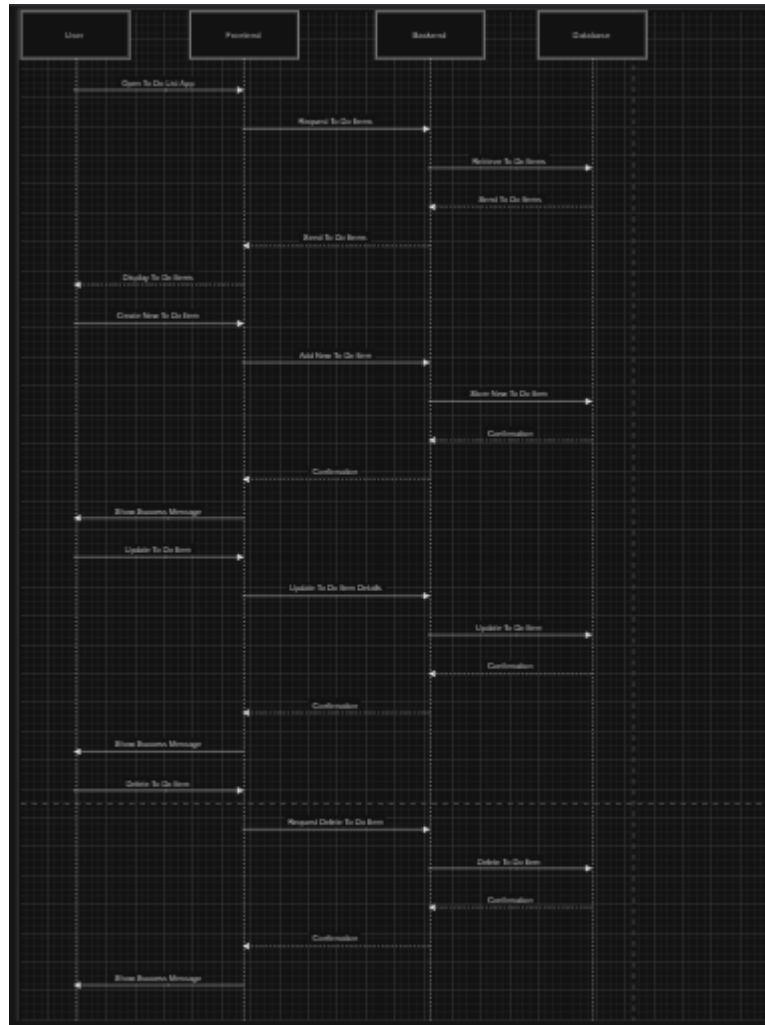 User
Frontend
Backend
Database
Open To Do List App
Request To Do Items
Retrieve To Do Items
Send To Do Items
Send To Do Items
Display To Do Items
Create New To Do Item
Add New To Do Item
Store New To Do Item
Confirmation
Confirmation
Show Success Message
Update To Do Item
Update To Do Item Details
Update To Do Item
Confirmation
Confirmation
Show Success Message
Delete To Do Item
Request Delete To Do Item
Delete To Do Item
Confirmation
Confirmation
Show Success Message